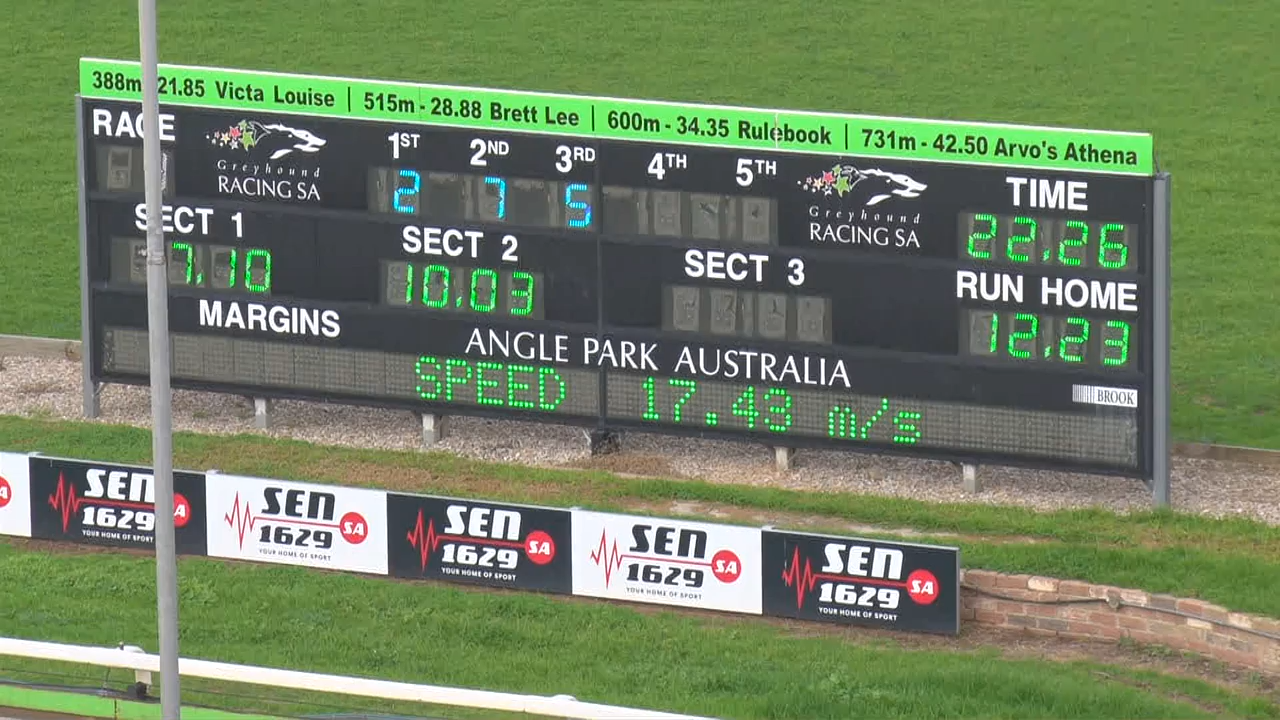 388m 21.85 Victa Louise | 515m - 28.88 Brett Lee | 600m - 34.35 Rulebook | 731m - 42.50 Arvo's Athena
RACE
Greyhound
RACING SA
1ST 2ND 3RD 4TH 5TH
2 7 5
Greyhound
RACING SA
TIME
22.26
SECT 1
7.10
SECT 2
10.03
SECT 3
RUN HOME
12.23
MARGINS
ANGLE PARK AUSTRALIA
SPEED 17.43 m/s
BROOK
SEN
1629
SA
YOUR HOME OF SPORT
SEN
1629
SA
YOUR HOME OF SPORT
SEN
1629
SA
YOUR HOME OF SPORT
SEN
1629
SA
YOUR HOME OF SPORT
SEN
1629
SA
YOUR HOME OF SPORT